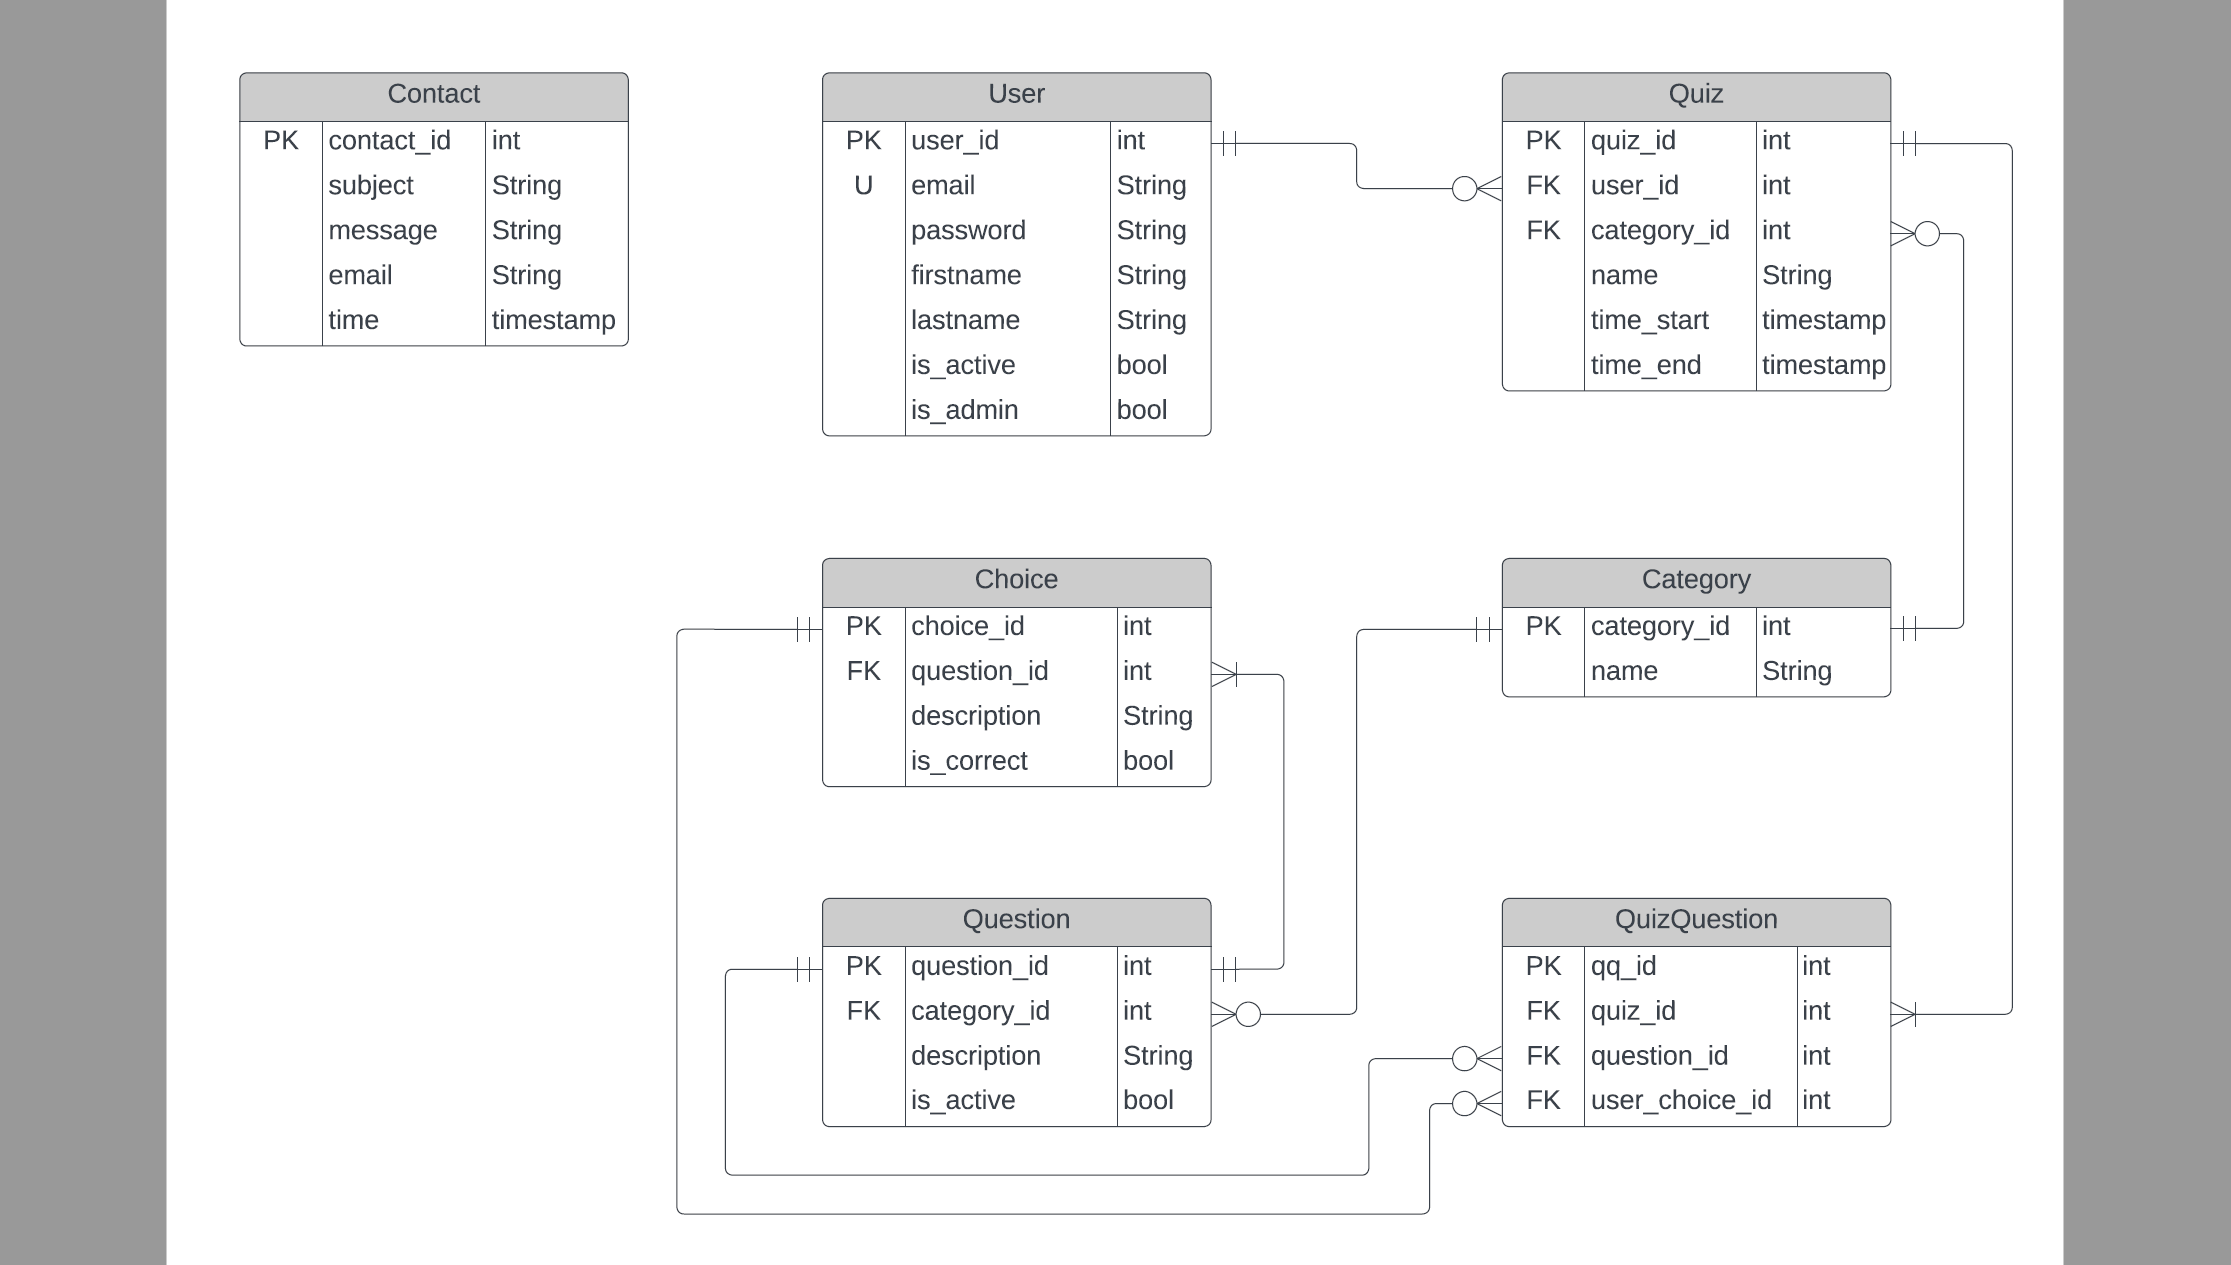 Contact
PK contact_id int
subject String
message String
email String
time timestamp
User
PK user_id int
U email String
password String
firstname String
lastname String
is_active bool
is_admin bool
Quiz
PK quiz_id int
FK user_id int
FK category_id int
name String
time_start timestamp
time_end timestamp
Choice
PK choice_id int
FK question_id int
description String
is_correct bool
Category
PK category_id int
name String
Question
PK question_id int
FK category_id int
description String
is_active bool
QuizQuestion
PK qq_id int
FK quiz_id int
FK question_id int
FK user_choice_id int